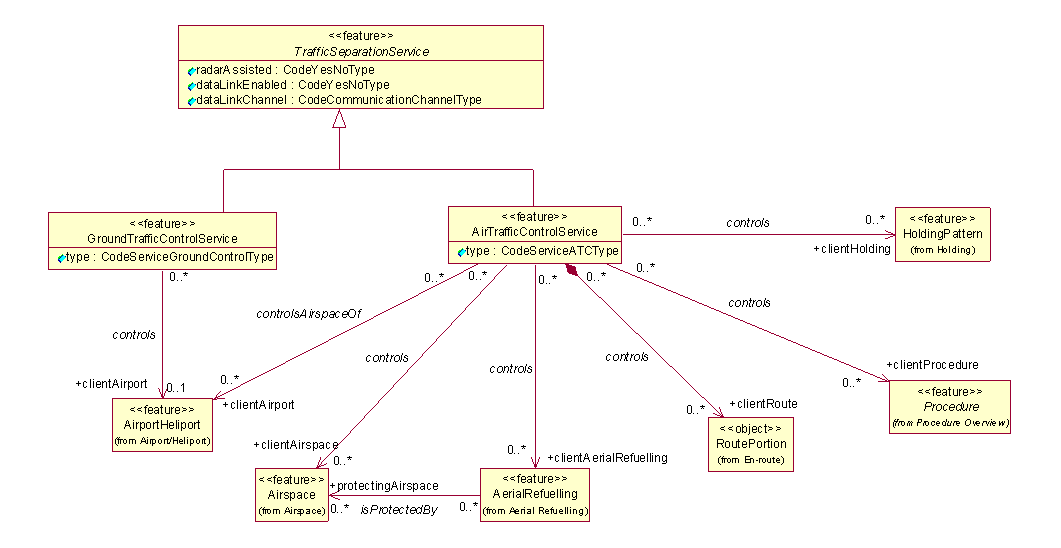 <<feature>>
TrafficSeparationService
radarAssisted : CodeYesNoType
dataLinkEnabled : CodeYesNoType
dataLinkChannel : CodeCommunicationChannelType
<<feature>>
GroundTrafficControlService
type : CodeServiceGroundControlType
<<feature>>
AirTrafficControlService
type : CodeServiceATCType
0..*
controls
0..*
+clientHolding
<<feature>>
HoldingPattern
(from Holding)
0..*
controls
+clientAirport
0..1
0..*
controlsAirspaceOf
0..*
+clientAirport
<<feature>>
AirportHeliport
(from Airport/Heliport)
0..*
controls
+clientAirspace
0..*
0..*
controls
0..*
+clientAerialRefuelling
controls
0..*
+clientRoute
0..*
controls
+clientProcedure
0..*
<<feature>>
Procedure
(from Procedure Overview)
<<object>>
RoutePortion
(from En-route)
<<feature>>
Airspace
(from Airspace)
+protectingAirspace
0..*
isProtectedBy
0..*
<<feature>>
AerialRefuelling
(from Aerial Refuelling)